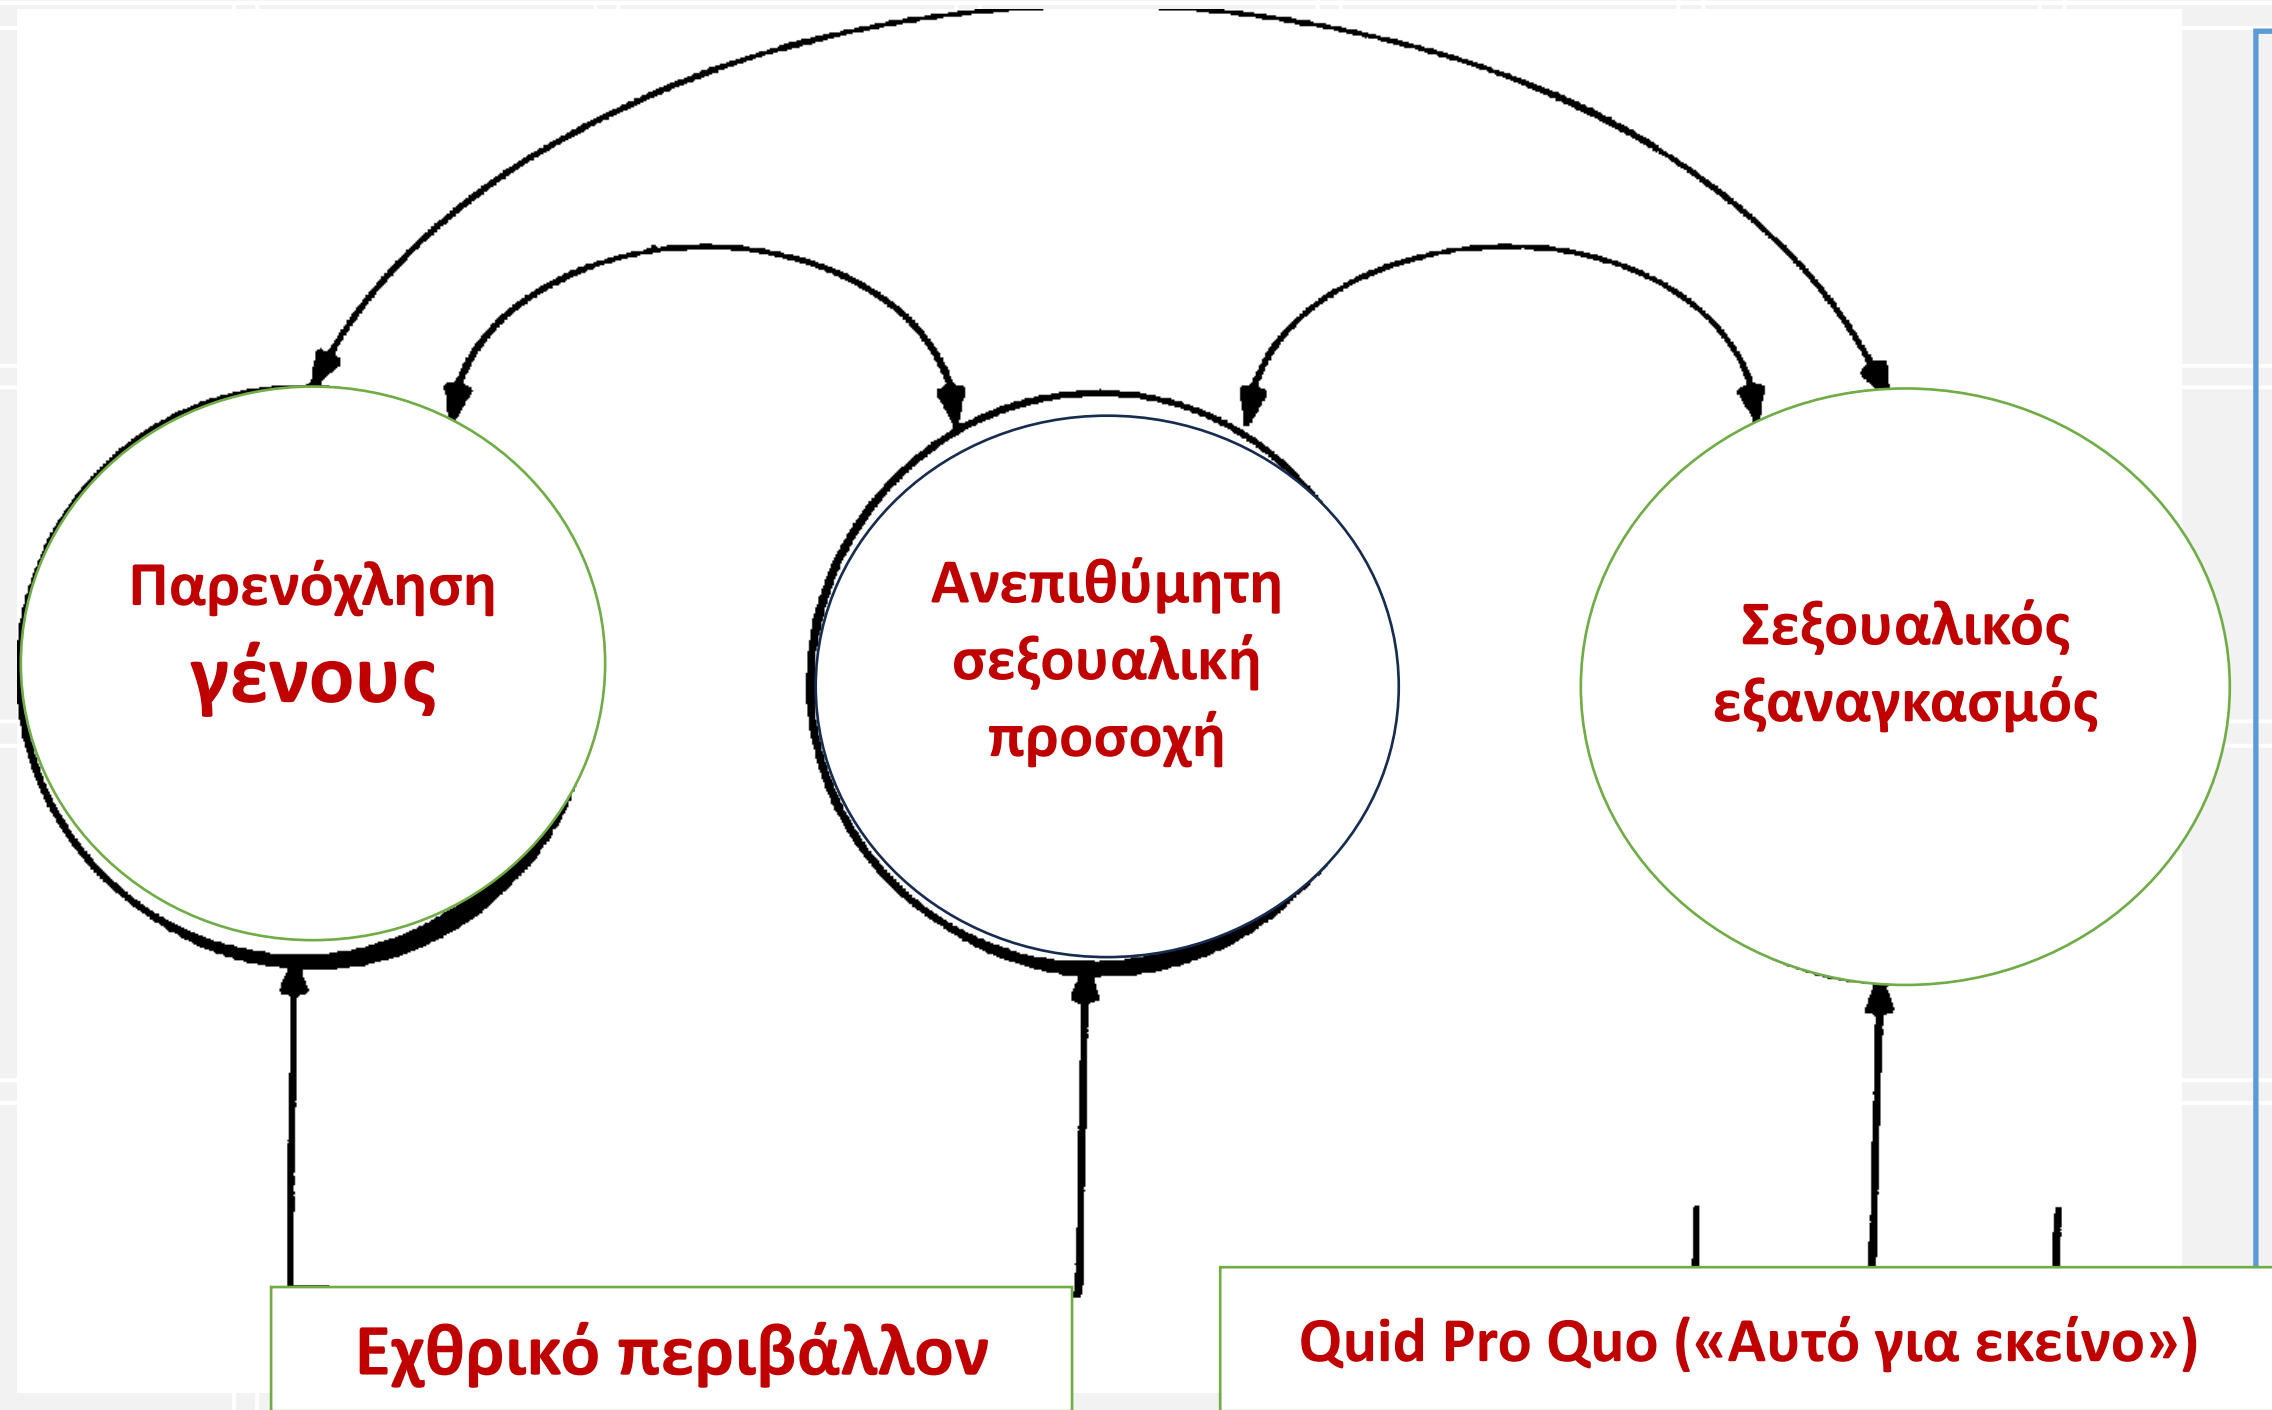 Παρενόχληση
γένους
Ανεπιθύμητη
σεξουαλική
προσοχή
Σεξουαλικός
εξαναγκασμός
Εχθρικό περιβάλλον
Quid Pro Quo («Αυτό για εκείνο»)